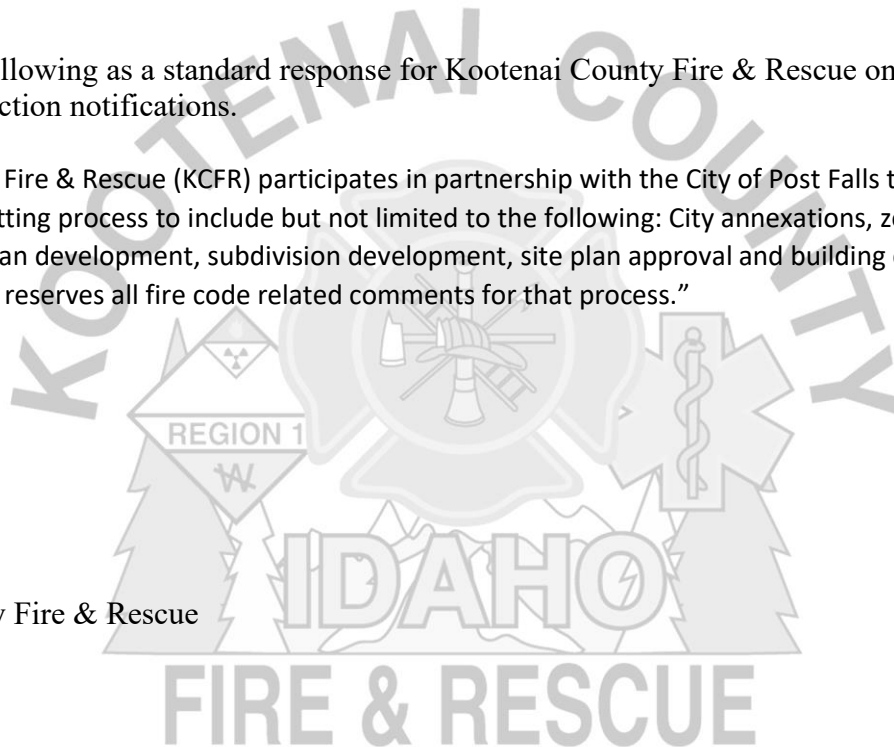 llowing as a standard response for Kootenai County Fire & Rescue on
ction notifications.
Fire & Rescue (KCFR) participates in partnership with the City of Post Falls t
tting process to include but not limited to the following: City annexations, z
an development, subdivision development, site plan approval and building
reserves all fire code related comments for that process.”
Fire & Rescue
KOOTENAI COUNTY
REGION 1
W
IDAHO
FIRE & RESCUE